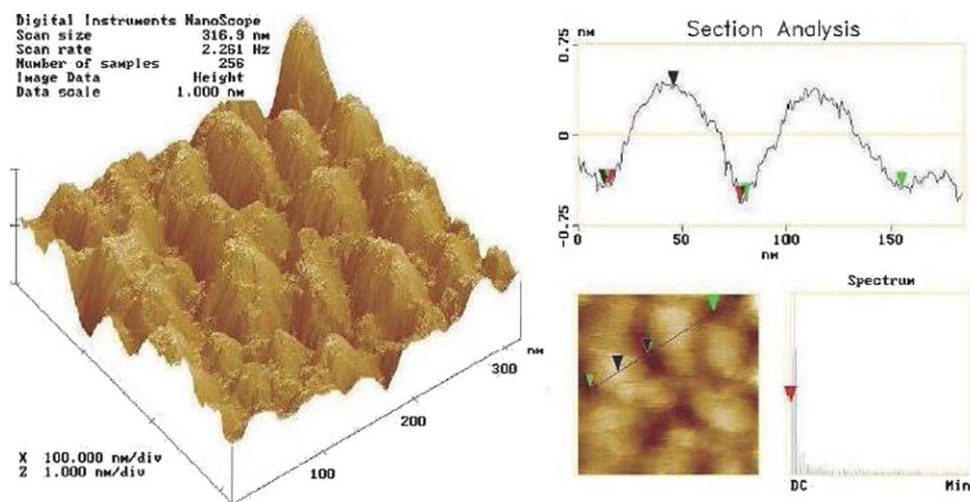 Digital Instruments NanoScope
Scan size 316.9 nm
Scan rate 2.261 Hz
Number of samples 256
Image Data Height
Data scale 1.000 nm
nm
300
200
100
X 100.000 nm/div
Z 1.000 nm/div
nm Section Analysis
0.75
0
-0.75
0 50 100 150
nm
Spectrum
DC Min